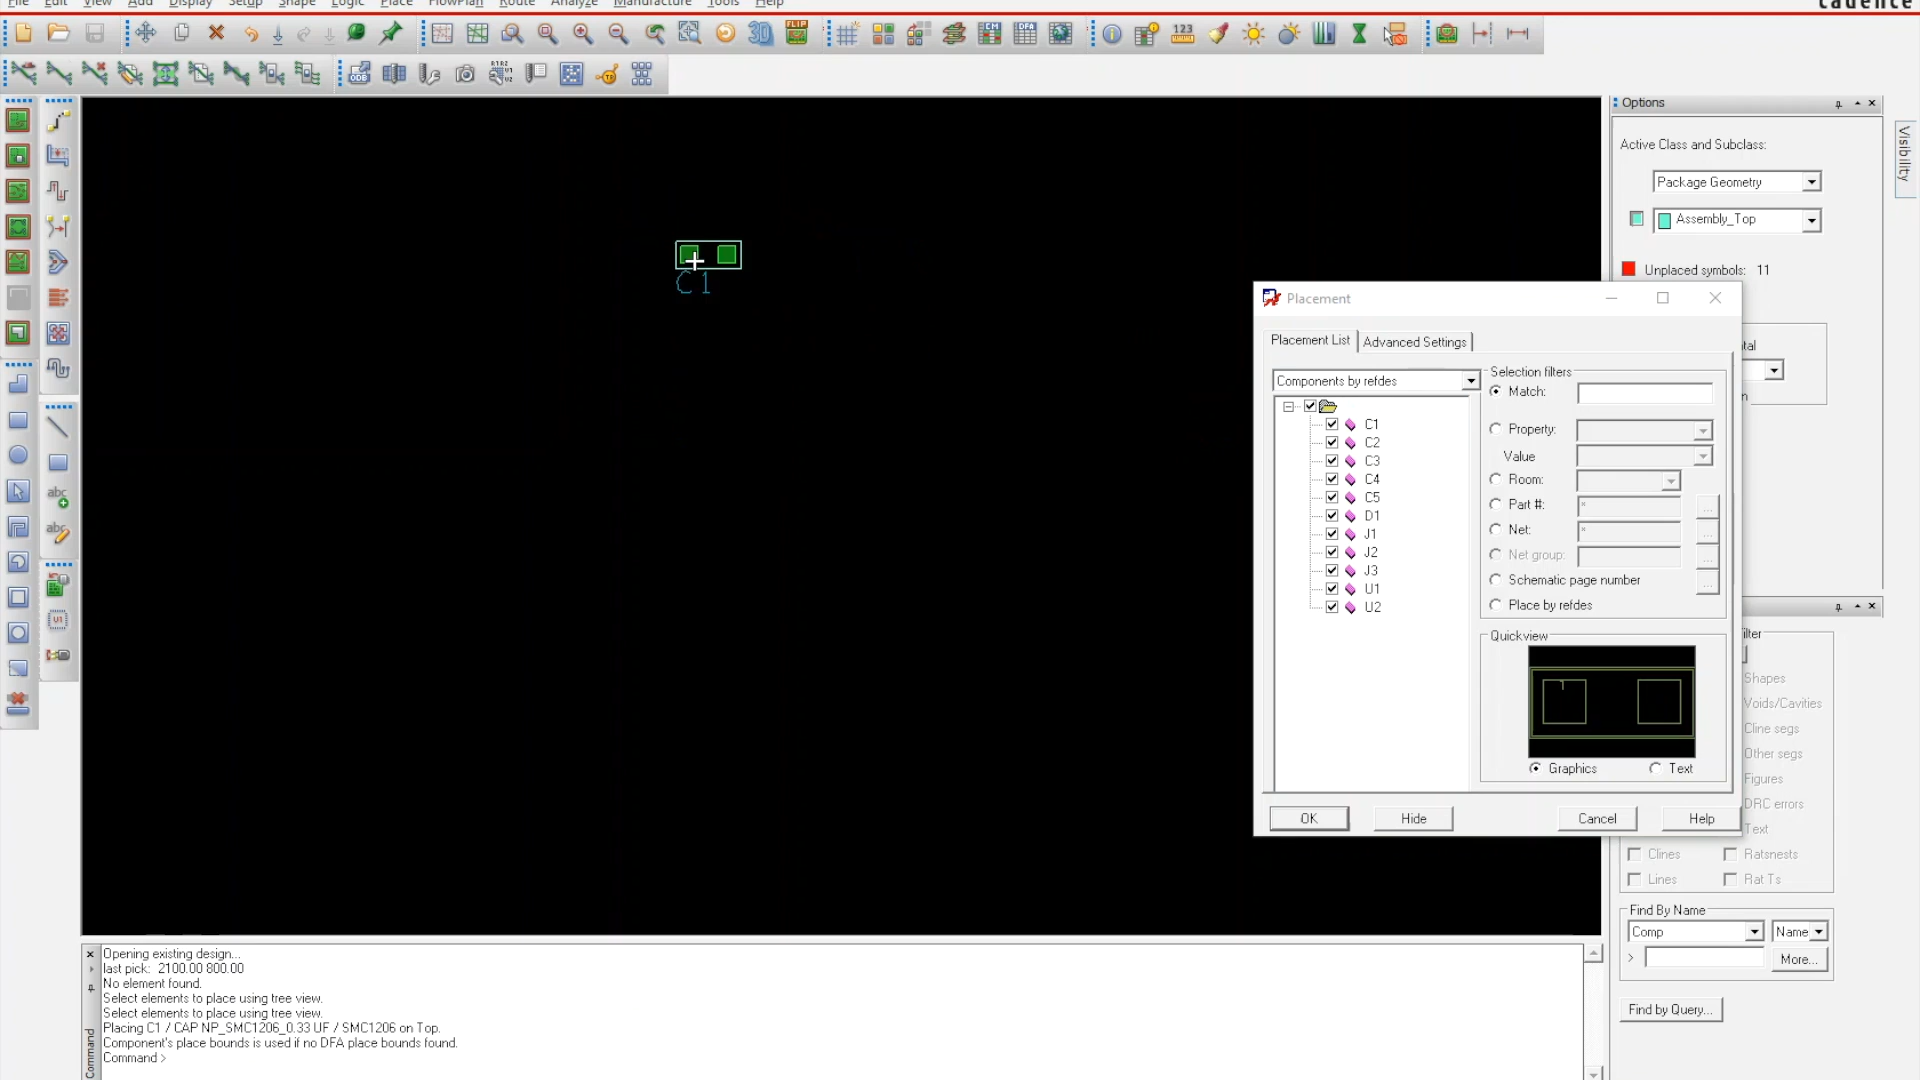 File Edit View Add Display Setup Shape Logic Place FlowPlan Route Analyze Manufacture Tools Help
cadence
Options
Visibility
Active Class and Subclass:
Package Geometry
Assembly_Top
Unplaced symbols: 11
C1
Placement
Placement List
Advanced Settings
Components by refdes
C1
C2
C3
C4
C5
D1
J1
J2
J3
U1
U2
Selection filters
Match:
Property:
Value
Room:
Part #: *
...
Net: *
...
Net group:
...
Schematic page number
...
Place by refdes
Quickview
1
Graphics
Text
OK
Hide
Cancel
Help
Shapes
Voids/Cavities
Cline segs
Other segs
Figures
DRC errors
Text
Clines
Ratsnests
Lines
Rat Ts
Find By Name
Comp
Name
>
More...
Find by Query...
Opening existing design...
last pick: 2100.00 800.00
No element found.
Select elements to place using tree view.
Select elements to place using tree view.
Placing C1 / CAP NP_SMC1206_0.33 UF / SMC1206 on Top.
Component's place bounds is used if no DFA place bounds found.
Command >
Command